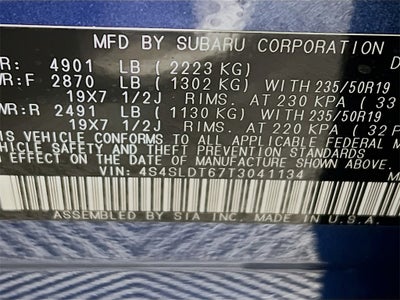 MFD BY SUBARU CORPORATION D
R: 4901 LB (2223 KG)
WR:F 2870 LB (1302 KG) WITH 235/50R19
19X7 1/2J RIMS. AT 230 KPA (33
WR:R 2491 LB (1130 KG) WITH 235/50R19
19X7 1/2J RIMS. AT 220 KPA (32 P
IS VEHICLE CONFORMS TO ALL APPLICABLE FEDERAL M
VEHICLE SAFETY AND THEFT PREVENTION STANDARDS
N EFFECT ON THE DATE OF MANUFACTURE SHOWN ABOVE.
VIN: 4S4SLDT67T3041134
ASSEMBLED BY SIA INC. MADE IN U.S.A.